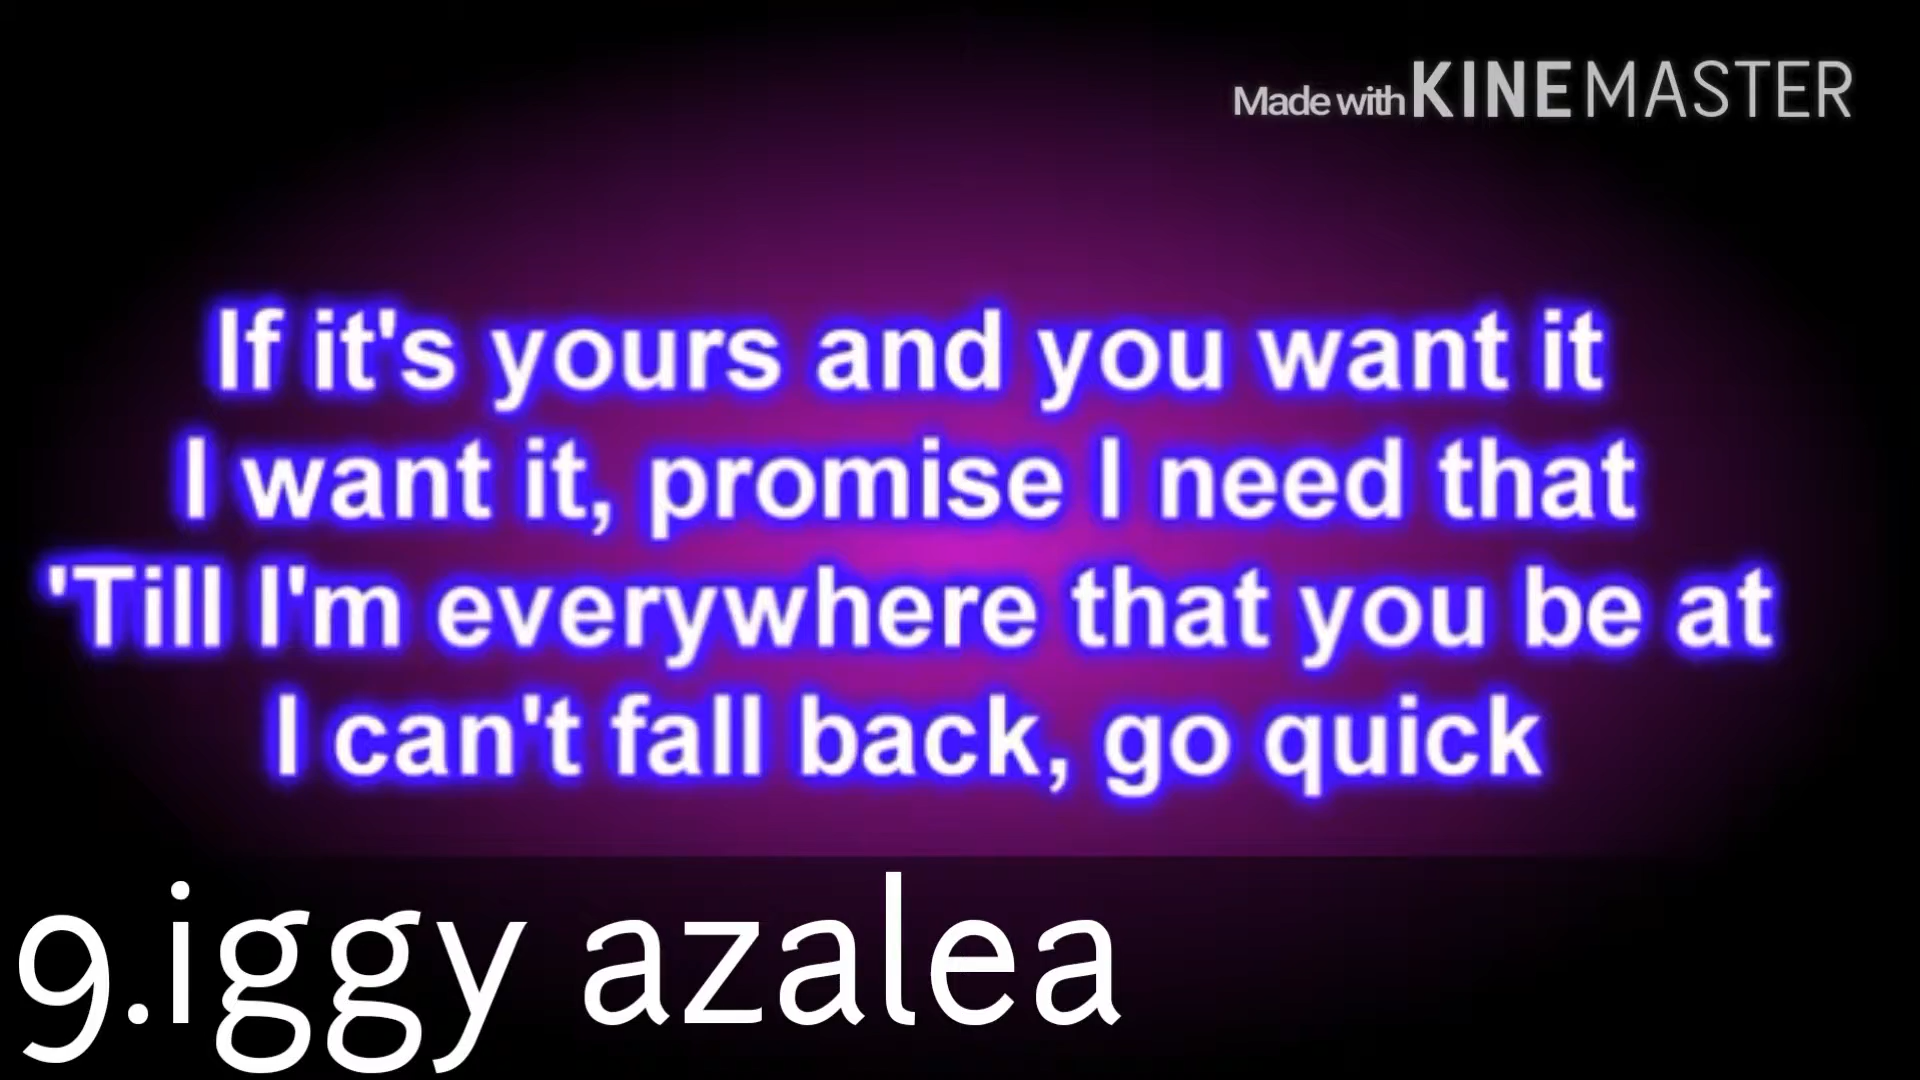 Made with KINEMASTER
If it's yours and you want it
I want it, promise I need that
'Till I'm everywhere that you be at
I can't fall back, go quick
9.iggy azalea